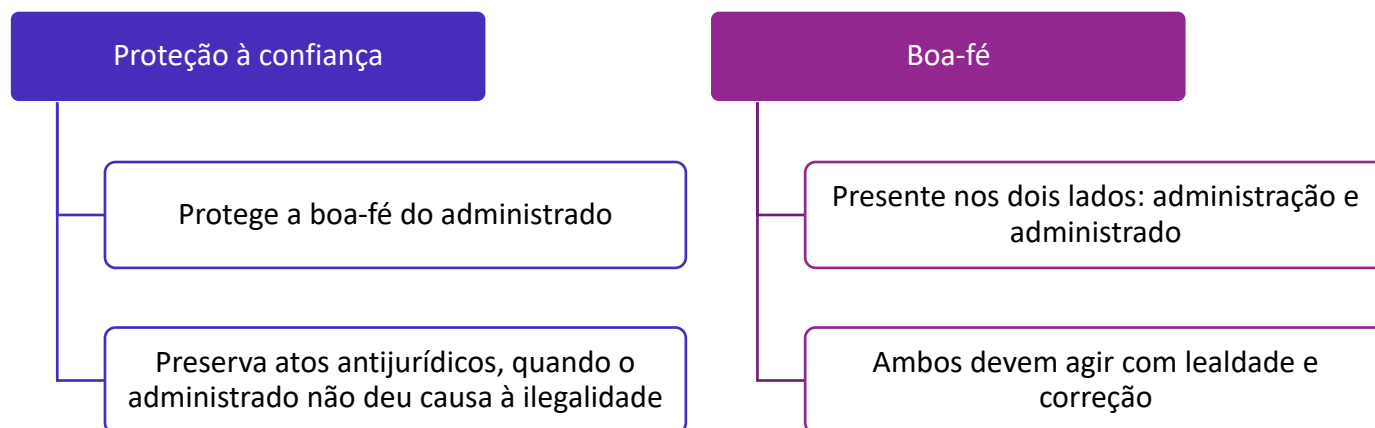 Proteção à confiança
Protege a boa-fé do administrado
Preserva atos antijurídicos, quando o
administrado não deu causa à ilegalidade
Boa-fé
Presente nos dois lados: administração e
administrado
Ambos devem agir com lealdade e
correção